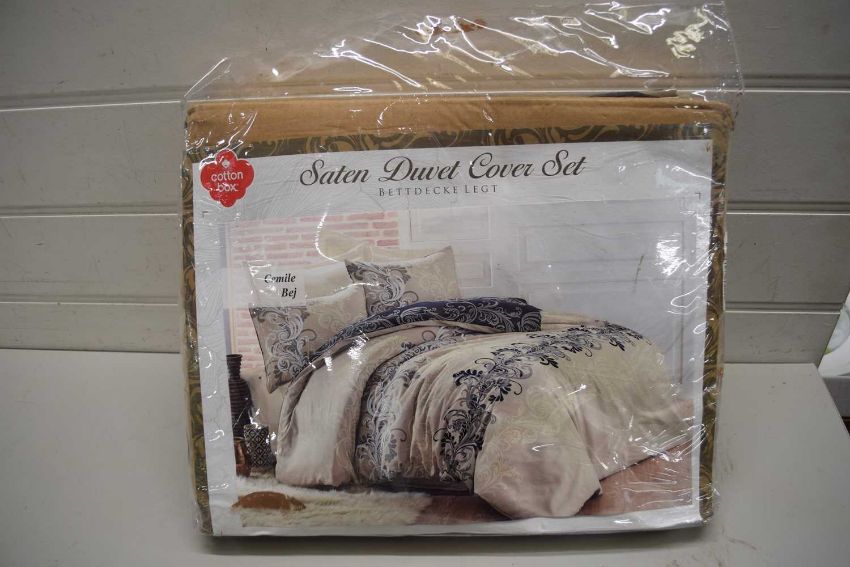 cotton
box
Saten Duvet Cover Set
BETTDECKE LEGT
Cemile
Bej